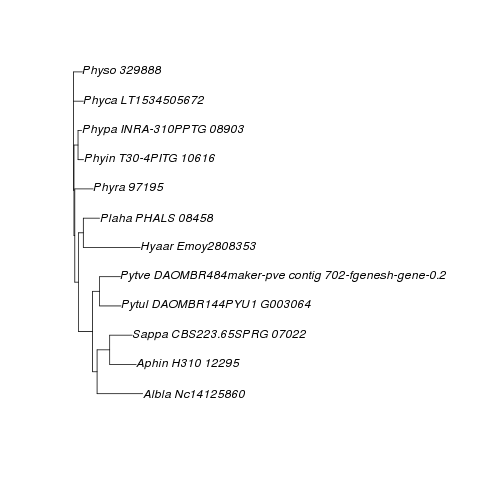 Physo 329888
Phyca LT1534505672
Phypa INRA-310PPTG 08903
Phyin T30-4PITG 10616
Phyra 97195
Plaha PHALS 08458
Hyaar Emoy2808353
Pytve DAOMBR484maker-pve contig 702-fgenesh-gene-0.2
Pytul DAOMBR144PYU1 G003064
Sappa CBS223.65SPRG 07022
Aphin H310 12295
Albla Nc14125860